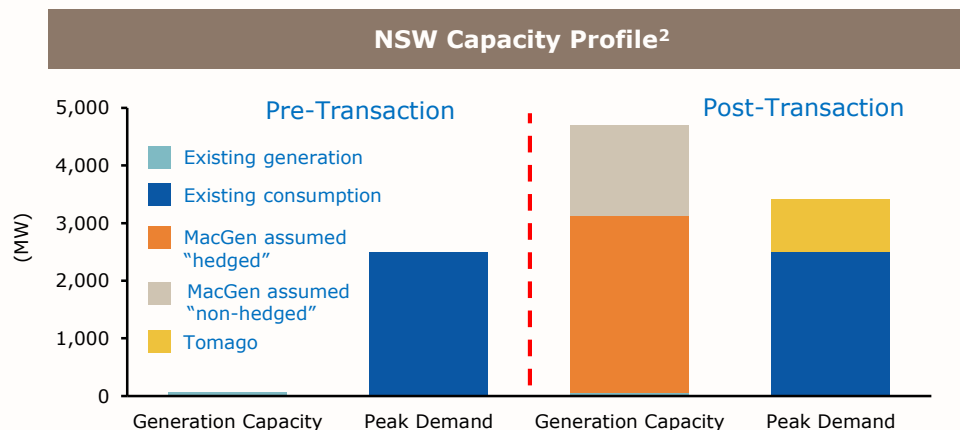 NSW Capacity Profile²
Pre-Transaction
Post-Transaction
(MW)
5,000
4,000
3,000
2,000
1,000
0
Existing generation
Existing consumption
MacGen assumed
“hedged”
MacGen assumed
“non-hedged”
Tomago
Generation Capacity
Peak Demand
Generation Capacity
Peak Demand